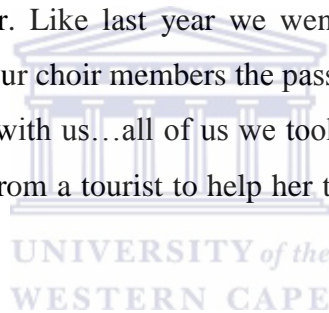 r. Like last year we wen
ur choir members the pass
with us…all of us we took
rom a tourist to help her t
UNIVERSITY of the
WESTERN CAPE